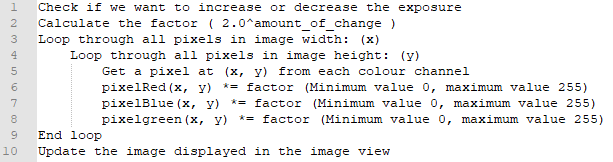 1 Check if we want to increase or decrease the exposure
2 Calculate the factor ( 2.0^amount_of_change )
3 Loop through all pixels in image width: (x)
4 Loop through all pixels in image height: (y)
5 Get a pixel at (x, y) from each colour channel
6 pixelRed(x, y) *= factor (Minimum value 0, maximum value 255)
7 pixelBlue(x, y) *= factor (Minimum value 0, maximum value 255)
8 pixelgreen(x, y) *= factor (Minimum value 0, maximum value 255)
9 End loop
10 Update the image displayed in the image view